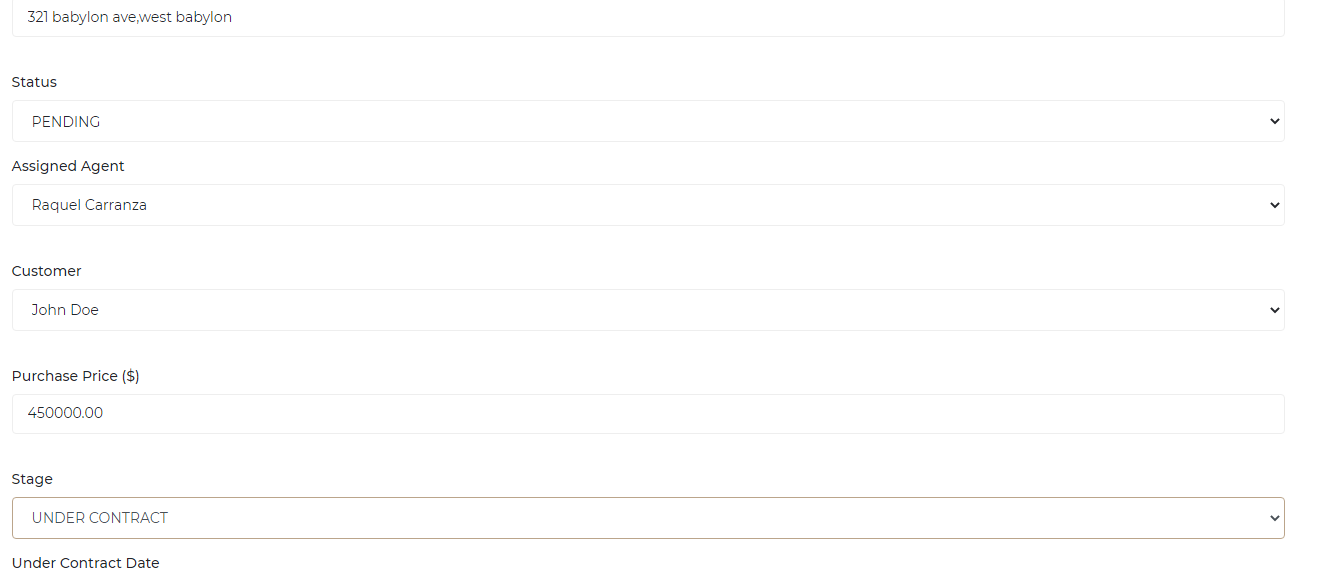 321 babylon ave,west babylon
Status
PENDING
Assigned Agent
Raquel Carranza
Customer
John Doe
Purchase Price ($)
450000.00
Stage
UNDER CONTRACT
Under Contract Date